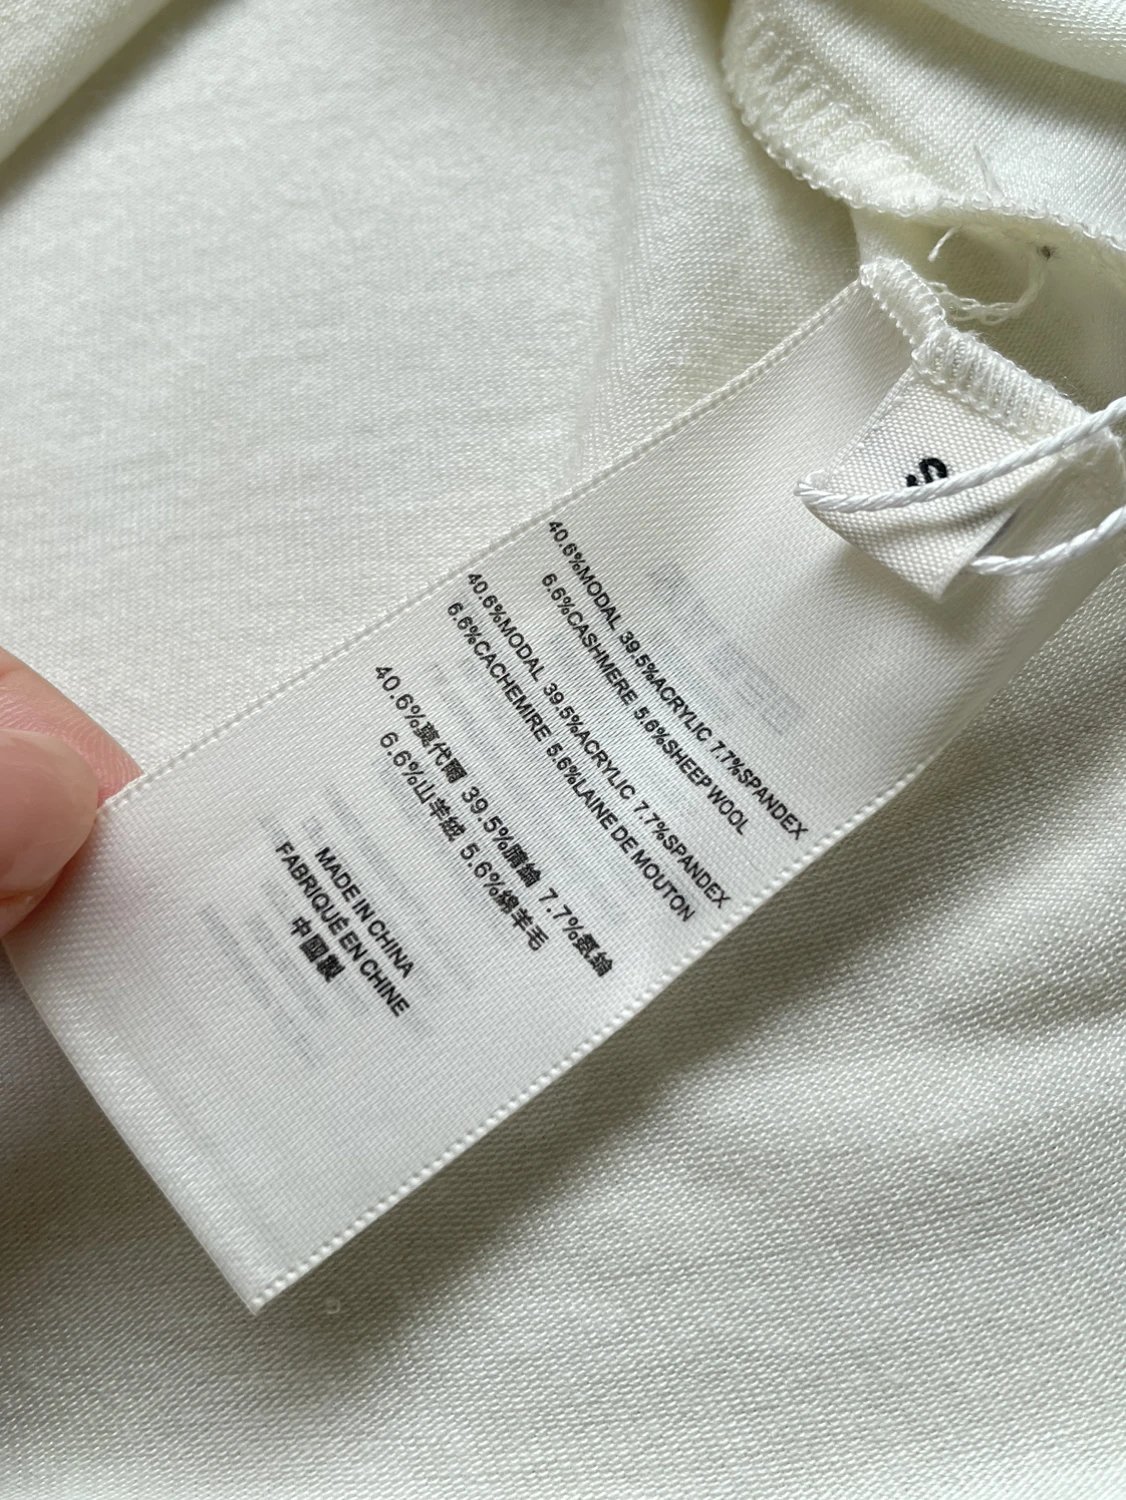 S
40.6%MODAL 39.5%ACRYLIC 7.7%SPANDEX
6.6%CASHMERE 5.6%SHEEP WOOL
40.6%MODAL 39.5%ACRYLIC 7.7%SPANDEX
6.6%CACHEMIRE 5.6%LAINE DE MOUTON
40.6%莫代爾 39.5%腈綸 7.7%氨綸
6.6%山羊絨 5.6%綿羊毛
MADE IN CHINA
FABRIQUÉ EN CHINE
中國製